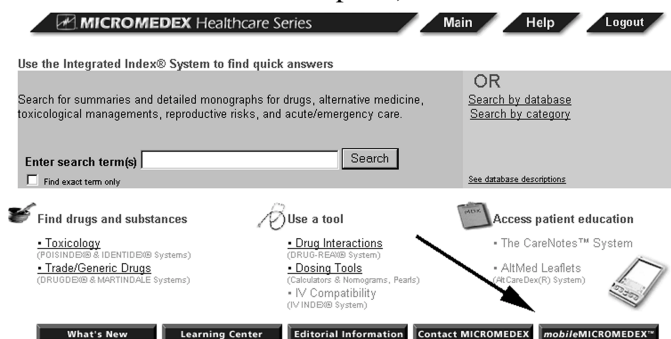 MICROMEDEX Healthcare Series
Main
Help
Logout
Use the Integrated Index® System to find quick answers
OR
Search for summaries and detailed monographs for drugs, alternative medicine,
toxicological managements, reproductive risks, and acute/emergency care.
Search by database
Search by category
Enter search term(s)
Search
Find exact term only
See database descriptions
Find drugs and substances
▪ Toxicology
(POISINDEX® & IDENTIDEX® Systems)
▪ Trade/Generic Drugs
(DRUGDEX® & MARTINDALE Systems)
Use a tool
▪ Drug Interactions
(DRUG-REAX® System)
▪ Dosing Tools
(Calculators & Nomograms, Pearls)
▪ IV Compatibility
(IV INDEX® System)
MDX
Access patient education
▪ The CareNotes™ System
▪ AltMed Leaflets
(AltCareDex(R) System)
What's New
Learning Center
Editorial Information
Contact MICROMEDEX
mobileMICROMEDEX™